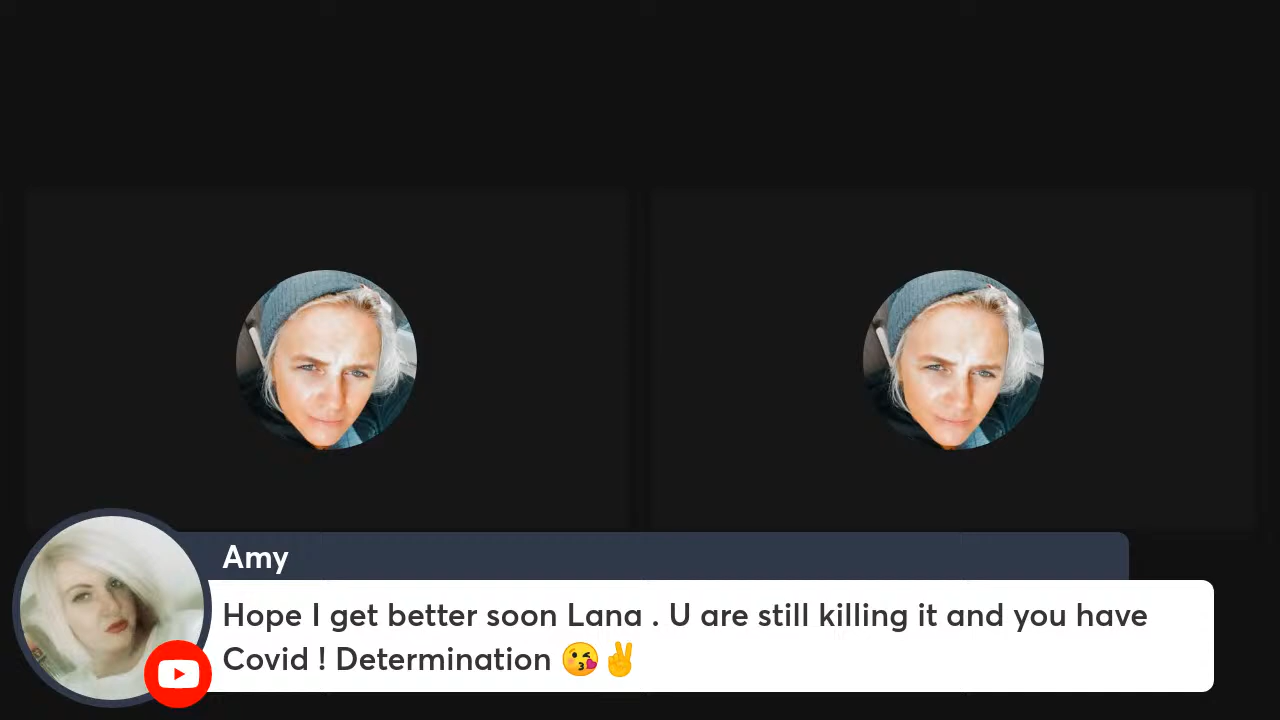 Amy
Hope I get better soon Lana . U are still killing it and you have
Covid ! Determination 😘✌️